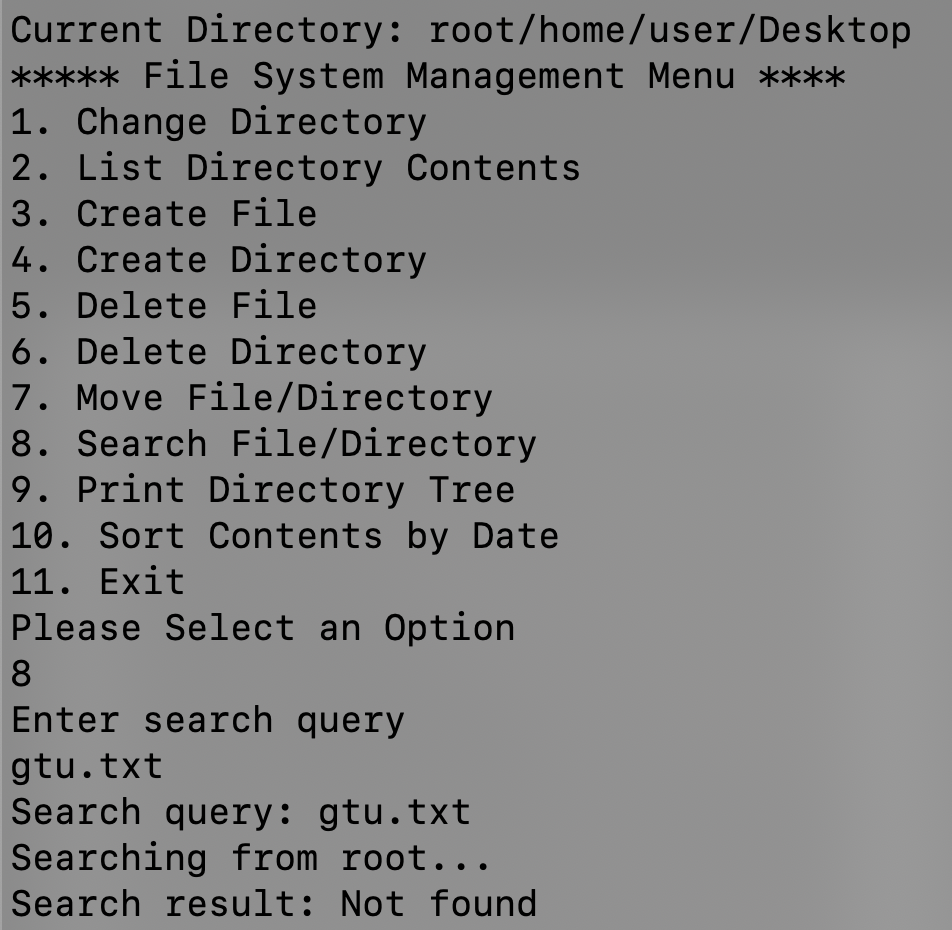 Current Directory: root/home/user/Desktop
***** File System Management Menu ****
1. Change Directory
2. List Directory Contents
3. Create File
4. Create Directory
5. Delete File
6. Delete Directory
7. Move File/Directory
8. Search File/Directory
9. Print Directory Tree
10. Sort Contents by Date
11. Exit
Please Select an Option
8
Enter search query
gtu.txt
Search query: gtu.txt
Searching from root...
Search result: Not found